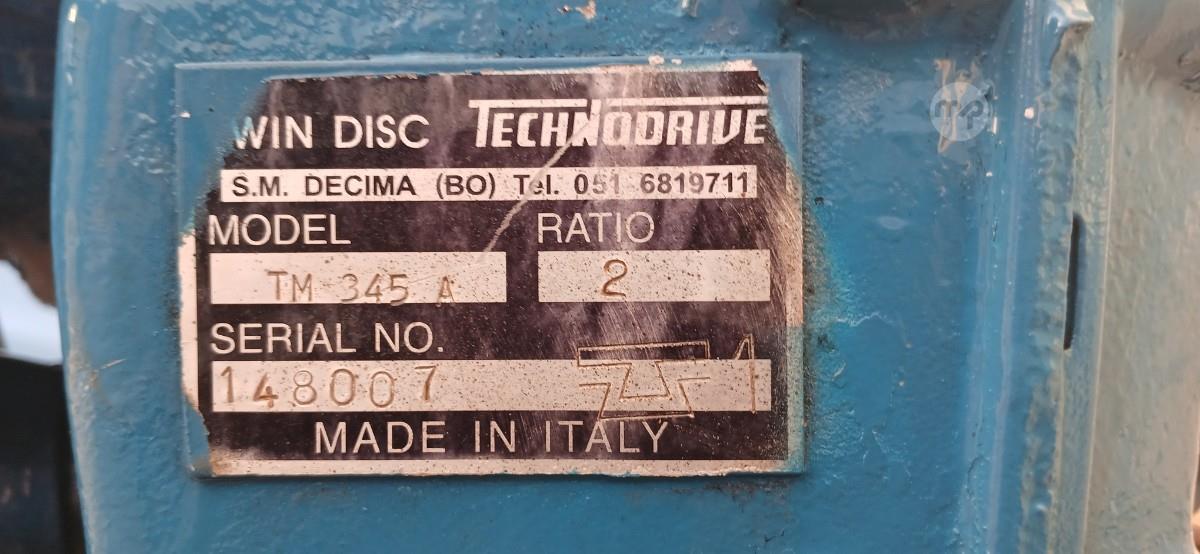 WIN DISC TECHNODRIVE
S.M. DECIMA (BO) Tel. 051 6819711
MODEL RATIO
TM 345 A 2
SERIAL NO.
148007
MADE IN ITALY